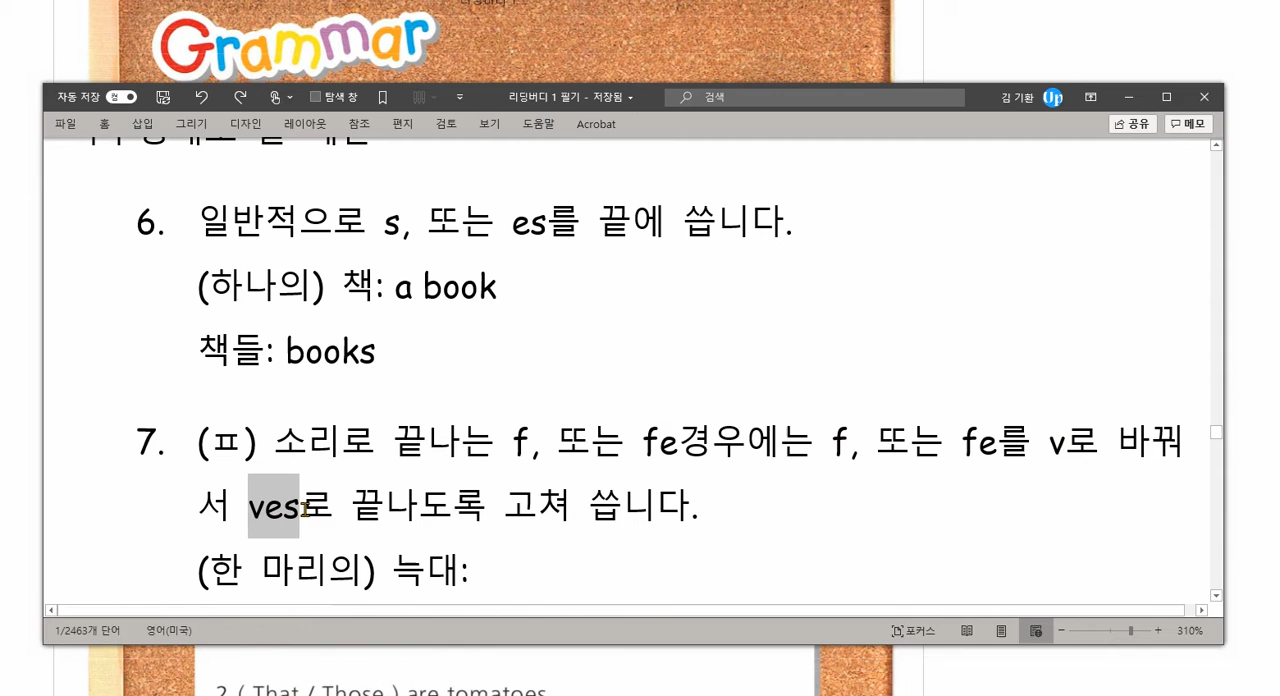 Grammar
자동 저장 컴 탐색 창 리딩버디 1 필기 - 저장됨 검색 김 기환
파일 홈 삽입 그리기 디자인 레이아웃 참조 편지 검토 보기 도움말 Acrobat 공유 메모
6. 일반적으로 s, 또는 es를 끝에 씁니다.
(하나의) 책: a book
책들: books
7. (ㅍ) 소리로 끝나는 f, 또는 fe경우에는 f, 또는 fe를 v로 바꿔
서 ves로 끝나도록 고쳐 씁니다.
(한 마리의) 늑대:
1/2463개 단어 영어(미국) 포커스 310%
2 ( That / Those ) are tomatoes